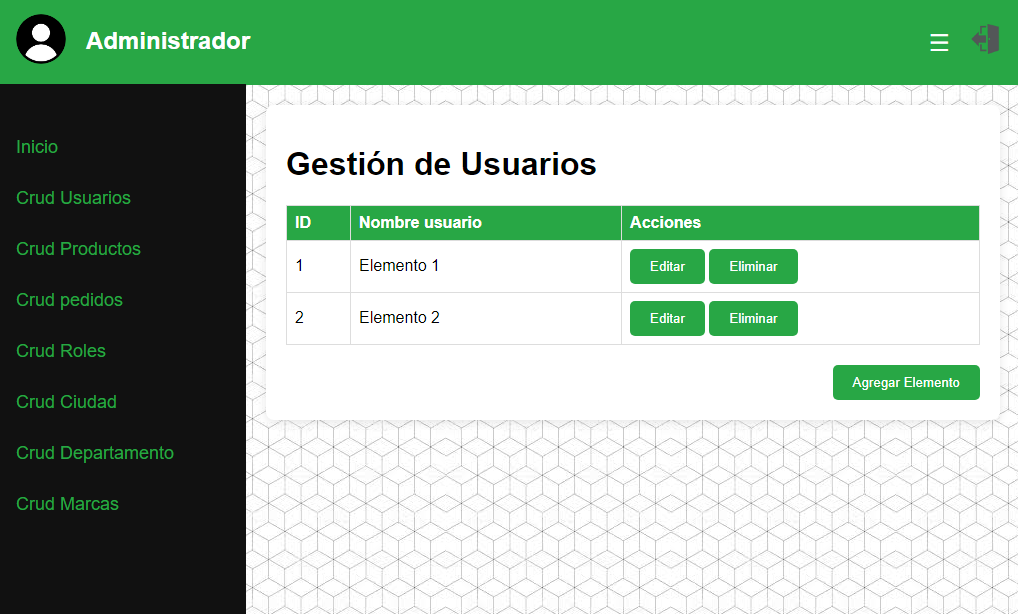 Administrador
Inicio
Crud Usuarios
Crud Productos
Crud pedidos
Crud Roles
Crud Ciudad
Crud Departamento
Crud Marcas
Gestión de Usuarios
ID Nombre usuario Acciones
1 Elemento 1 Editar Eliminar
2 Elemento 2 Editar Eliminar
Agregar Elemento